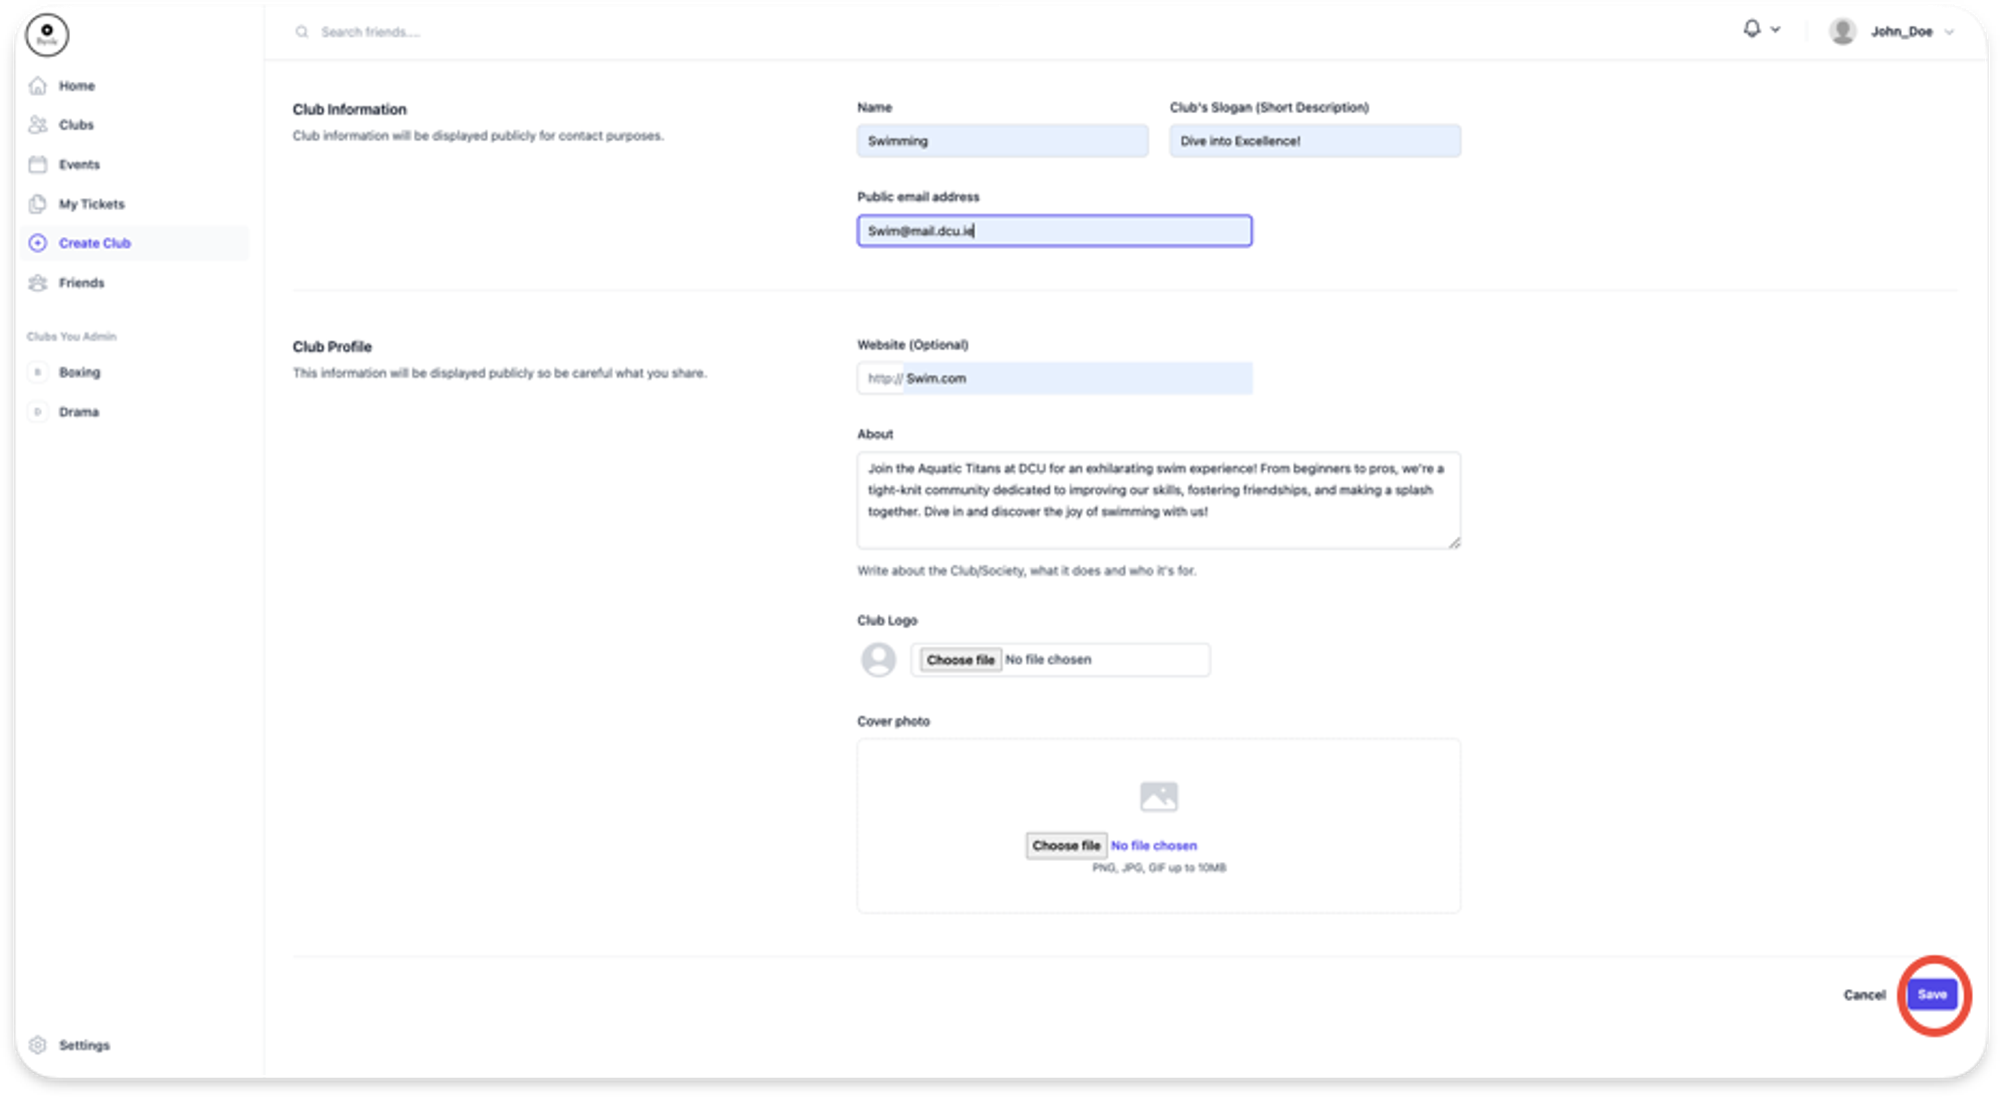 Search friends....
John_Doe
Home
Clubs
Events
My Tickets
Create Club
Friends
Clubs You Admin
B Boxing
D Drama
Settings
Club Information
Club information will be displayed publicly for contact purposes.
Name
Swimming
Club's Slogan (Short Description)
Dive into Excellence!
Public email address
Swim@mail.dcu.ie
Club Profile
This information will be displayed publicly so be careful what you share.
Website (Optional)
http:// Swim.com
About
Join the Aquatic Titans at DCU for an exhilarating swim experience! From beginners to pros, we're a
tight-knit community dedicated to improving our skills, fostering friendships, and making a splash
together. Dive in and discover the joy of swimming with us!
Write about the Club/Society, what it does and who it's for.
Club Logo
Choose file No file chosen
Cover photo
Choose file No file chosen
PNG, JPG, GIF up to 10MB
Cancel
Save